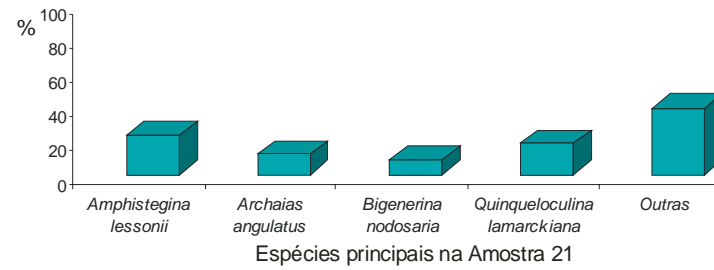 %
100
80
60
40
20
0
Amphistegina lessonii
Archaias angulatus
Bigenerina nodosaria
Quinqueloculina lamarckiana
Outras
Espécies principais na Amostra 21